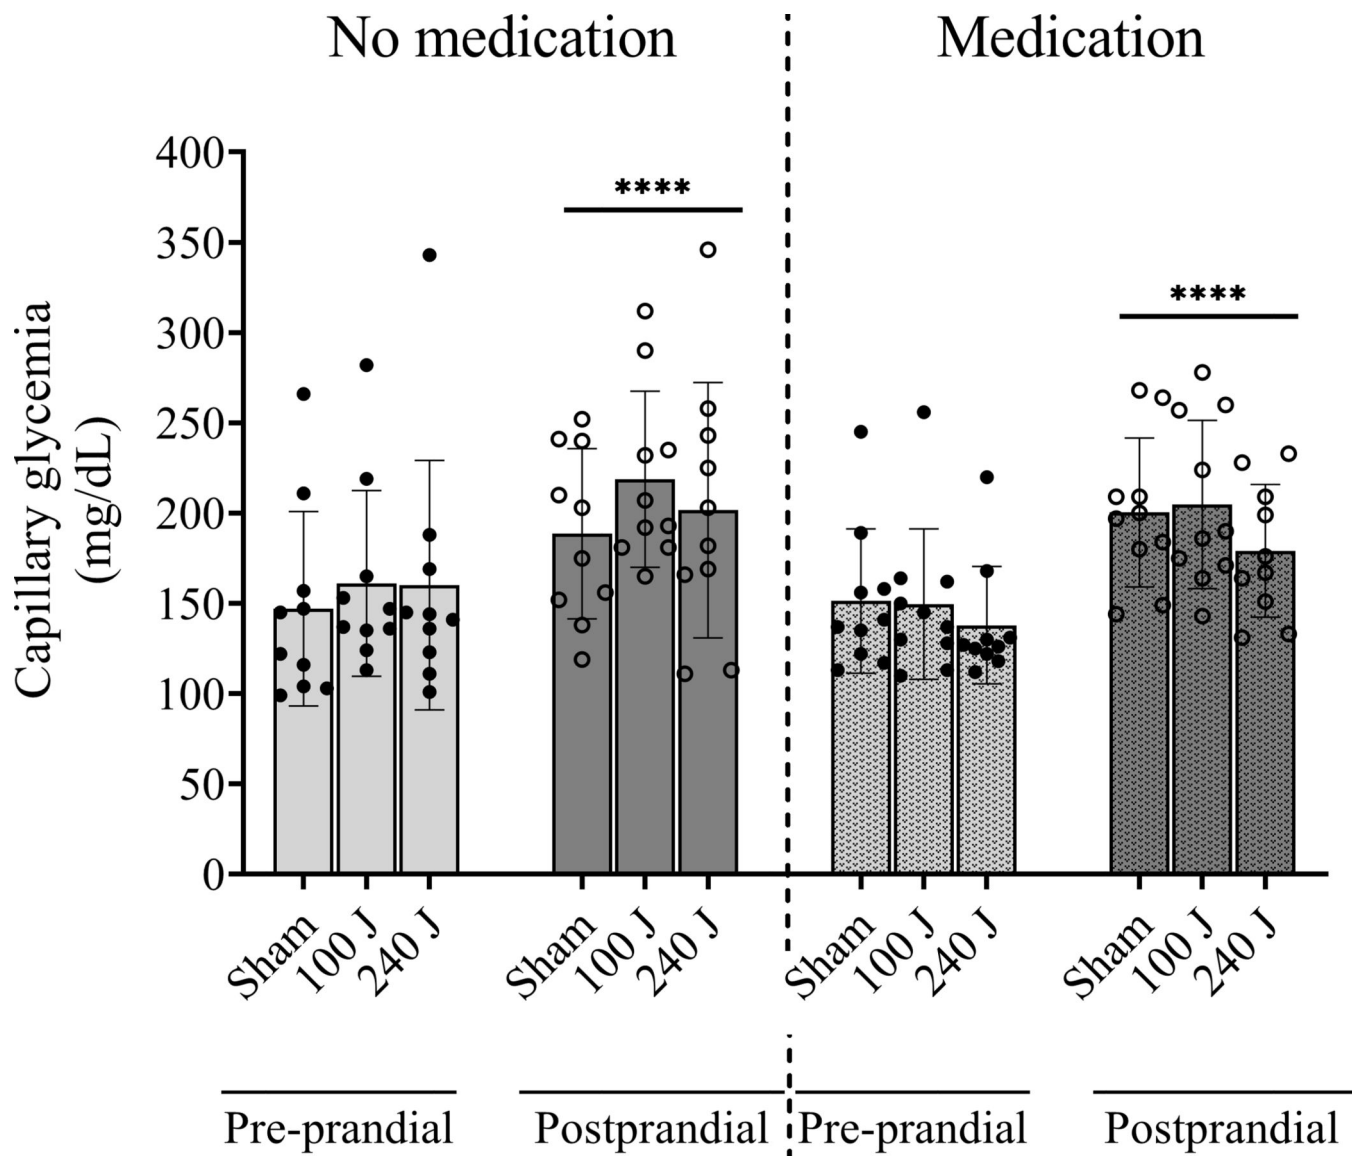 No medication
Medication
Capillary glycemia
(mg/dL)
400
350
300
250
200
150
100
50
0
****
****
Sham
100 J
240 J
Sham
100 J
240 J
Sham
100 J
240 J
Sham
100 J
240 J
Pre-prandial
Postprandial
Pre-prandial
Postprandial